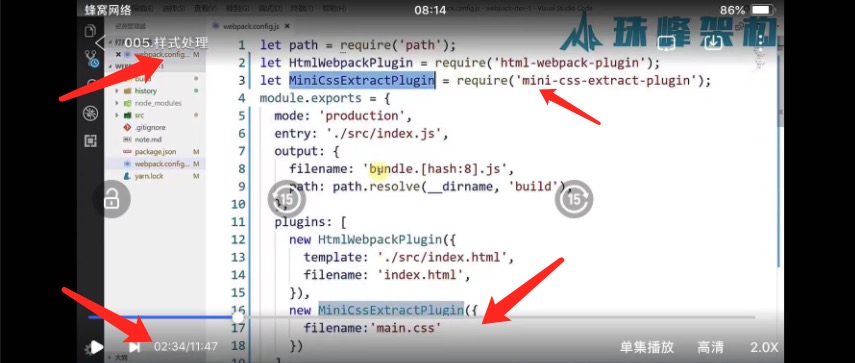 蜂窝网络
08:14
86%
webpack.config.js
珠峰架构
005.样式处理
webpack.config... M
build
history
node_modules
src
.gitignore
note.md
package.json M
webpack.config... M
yarn.lock M
1 let path = require('path');
2 let HtmlWebpackPlugin = require('html-webpack-plugin');
3 let MiniCssExtractPlugin = require('mini-css-extract-plugin');
4 module.exports = {
5 mode: 'production',
6 entry: './src/index.js',
7 output: {
8 filename: 'bundle.[hash:8].js',
9 path: path.resolve(__dirname, 'build'),
10 },
15
15
11 plugins: [
12 new HtmlWebpackPlugin({
13 template: './src/index.html',
14 filename: 'index.html',
15 }),
16 new MiniCssExtractPlugin({
17 filename:'main.css'
18 })
02:34/11:47
单集播放
高清
2.0X